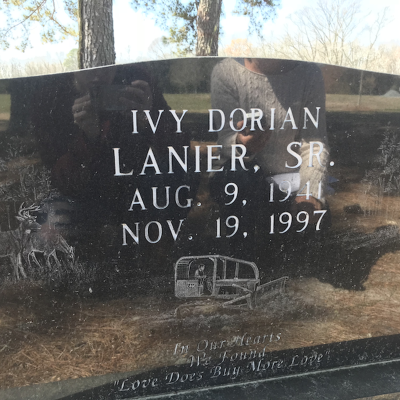 IVY DORIAN
LANIER, SR.
AUG. 9, 1941
NOV. 19, 1997
In Our Hearts
We Found
"Love Does Buy More Love"